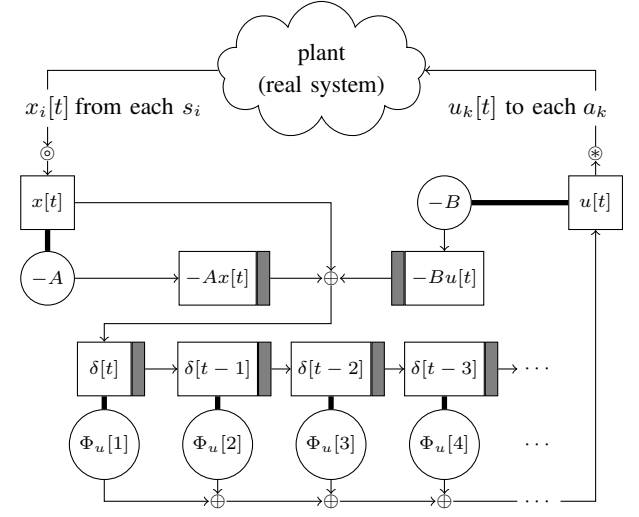 plant
(real system)
x_i[t] from each s_i
u_k[t] to each a_k
x[t]
−B
u[t]
−A
−Ax[t]
−Bu[t]
δ[t]
δ[t − 1]
δ[t − 2]
δ[t − 3]
···
Φ_u[1]
Φ_u[2]
Φ_u[3]
Φ_u[4]
···
···